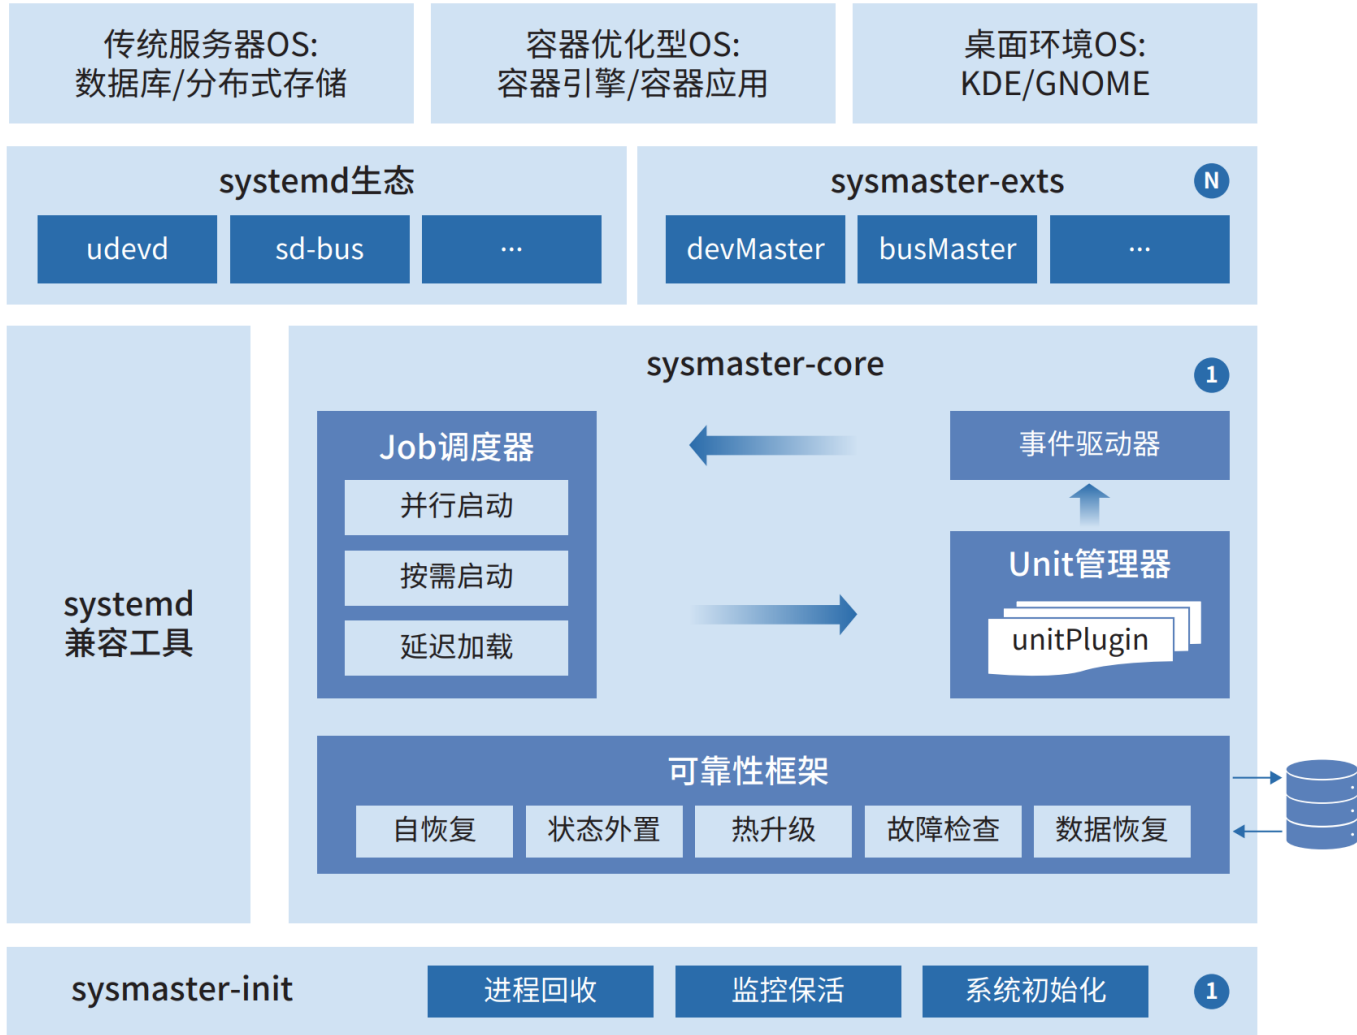 传统服务器OS:
数据库/分布式存储
容器优化型OS:
容器引擎/容器应用
桌面环境OS:
KDE/GNOME
systemd生态
udevd
sd-bus
...
sysmaster-exts
N
devMaster
busMaster
...
systemd
兼容工具
sysmaster-core
1
Job调度器
并行启动
按需启动
延迟加载
事件驱动器
Unit管理器
unitPlugin
可靠性框架
自恢复
状态外置
热升级
故障检查
数据恢复
sysmaster-init
进程回收
监控保活
系统初始化
1